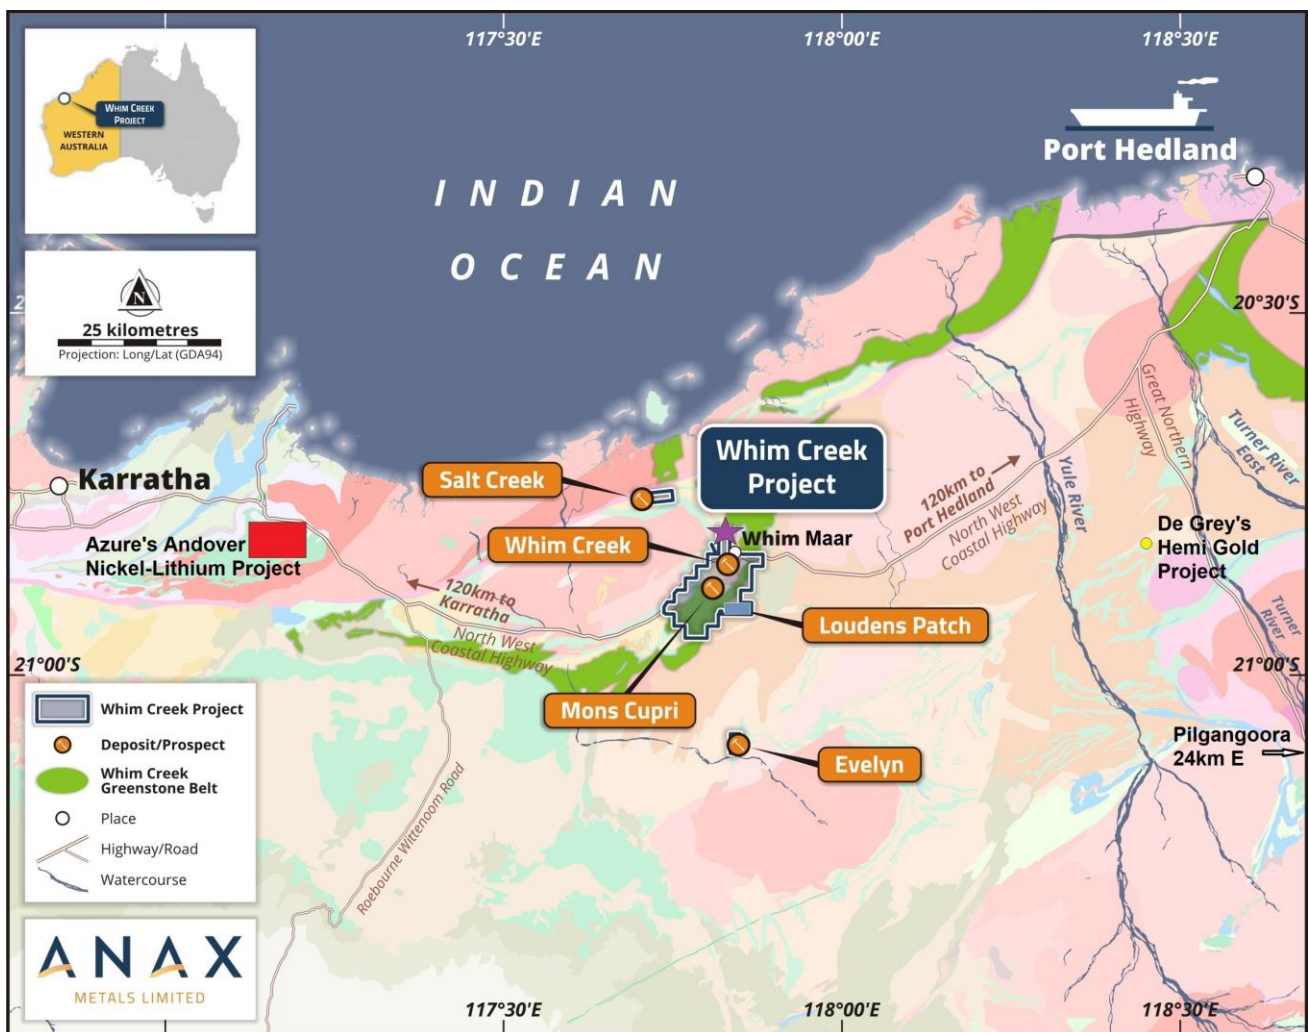 117°30'E
118°00'E
118°30'E
WHIM CREEK
PROJECT
WESTERN
AUSTRALIA
INDIAN
OCEAN
Port Hedland
N
25 kilometres
Projection: Long/Lat (GDA94)
20°30'S
Karratha
Azure's Andover
Nickel-Lithium Project
Salt Creek
Whim Creek
Project
Whim Creek
Whim Maar
120km to
Port Hedland
North West
Coastal Highway
Yule River
Great Northern
Highway
Turner River
East
De Grey's
Hemi Gold
Project
Turner
River
120km to
Karratha
North West
Coastal Highway
Loudens Patch
Mons Cupri
Evelyn
21°00'S
21°00'S
Pilgangoora
24km E
Roebourne Wittenoom Road
Whim Creek Project
Deposit/Prospect
Whim Creek
Greenstone Belt
Place
Highway/Road
Watercourse
ANAX
METALS LIMITED
117°30'E
118°00'E
118°30'E